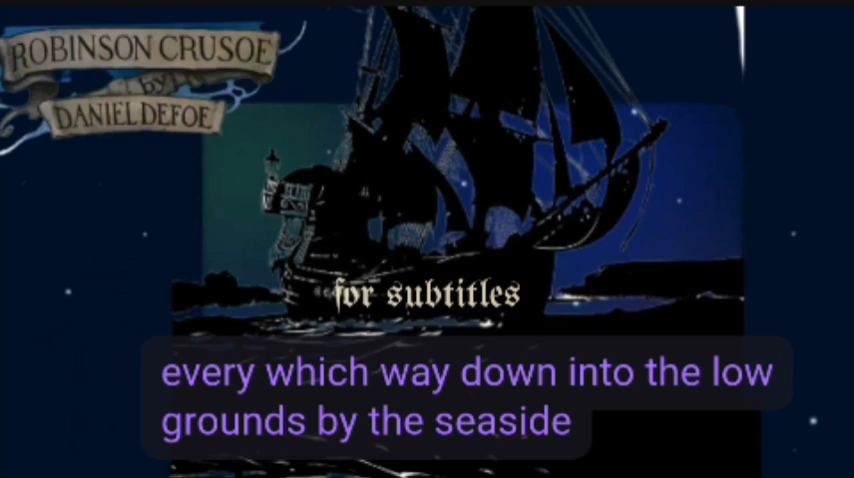 ROBINSON CRUSOE
by
DANIEL DEFOE
for subtitles
every which way down into the low
grounds by the seaside